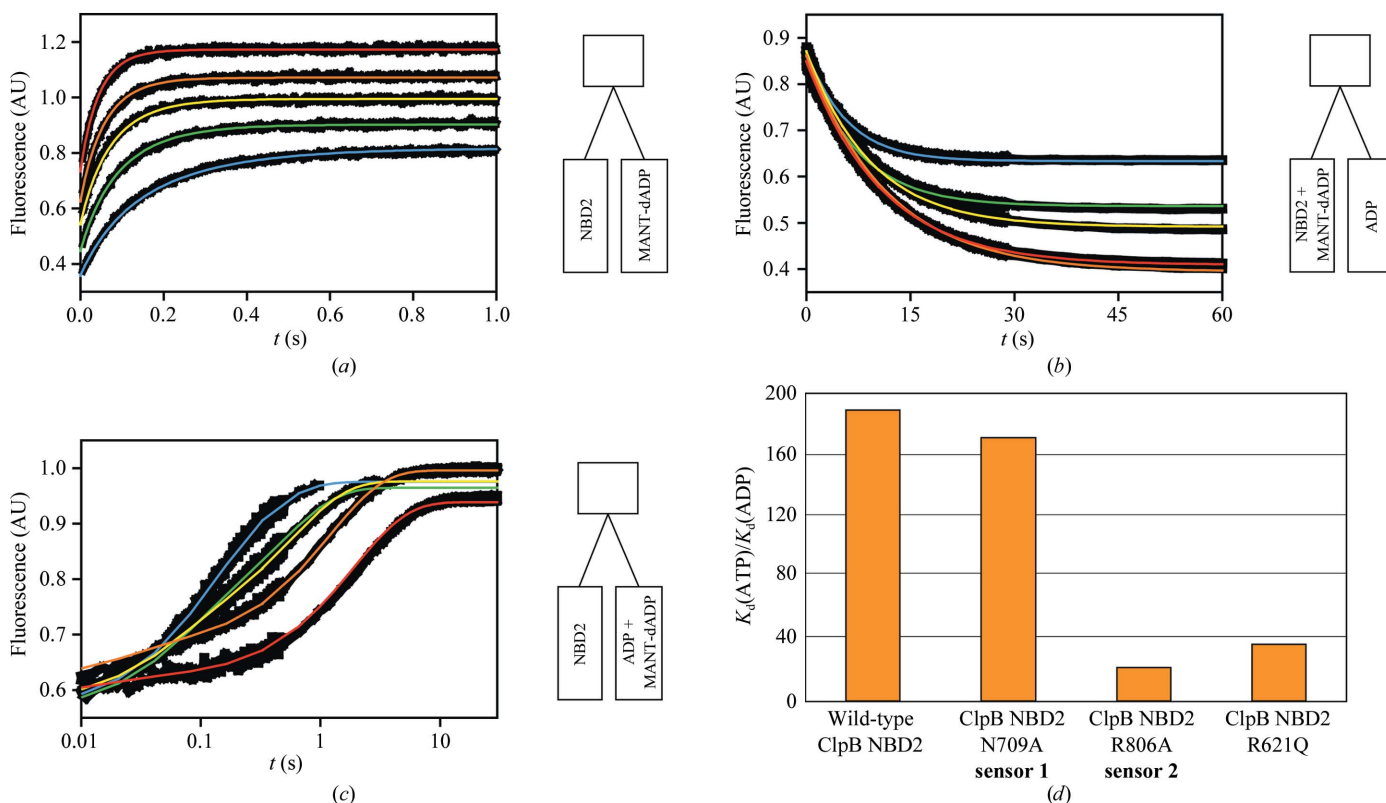 Fluorescence (AU)
1.2
1.0
0.8
0.6
0.4
0.0 0.2 0.4 0.6 0.8 1.0
t (s)
(a)
NBD2
MANT-dADP
Fluorescence (AU)
0.9
0.8
0.7
0.6
0.5
0.4
0 15 30 45 60
t (s)
(b)
NBD2 +
MANT-dADP
ADP
Fluorescence (AU)
1.0
0.9
0.8
0.7
0.6
0.01 0.1 1 10
t (s)
(c)
NBD2
ADP +
MANT-dADP
Kd(ATP)/Kd(ADP)
200
160
120
80
40
0
Wild-type
ClpB NBD2
ClpB NBD2
N709A
sensor 1
ClpB NBD2
R806A
sensor 2
ClpB NBD2
R621Q
(d)